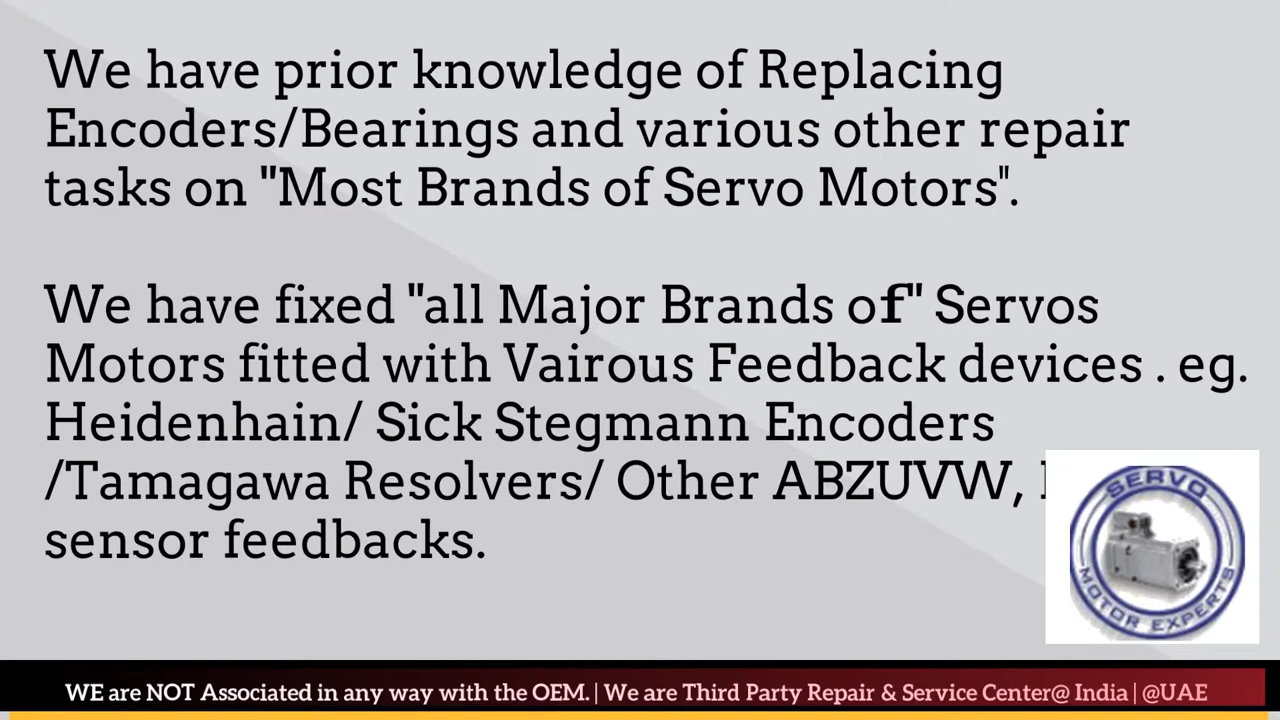 We have prior knowledge of Replacing
Encoders/Bearings and various other repair
tasks on "Most Brands of Servo Motors".
We have fixed "all Major Brands of" Servos
Motors fitted with Vairous Feedback devices . eg.
Heidenhain/ Sick Stegmann Encoders
/Tamagawa Resolvers/ Other ABZUVW,
sensor feedbacks.
SERVO
MOTOR EXPERTS
WE are NOT Associated in any way with the OEM. | We are Third Party Repair & Service Center@ India | @UAE